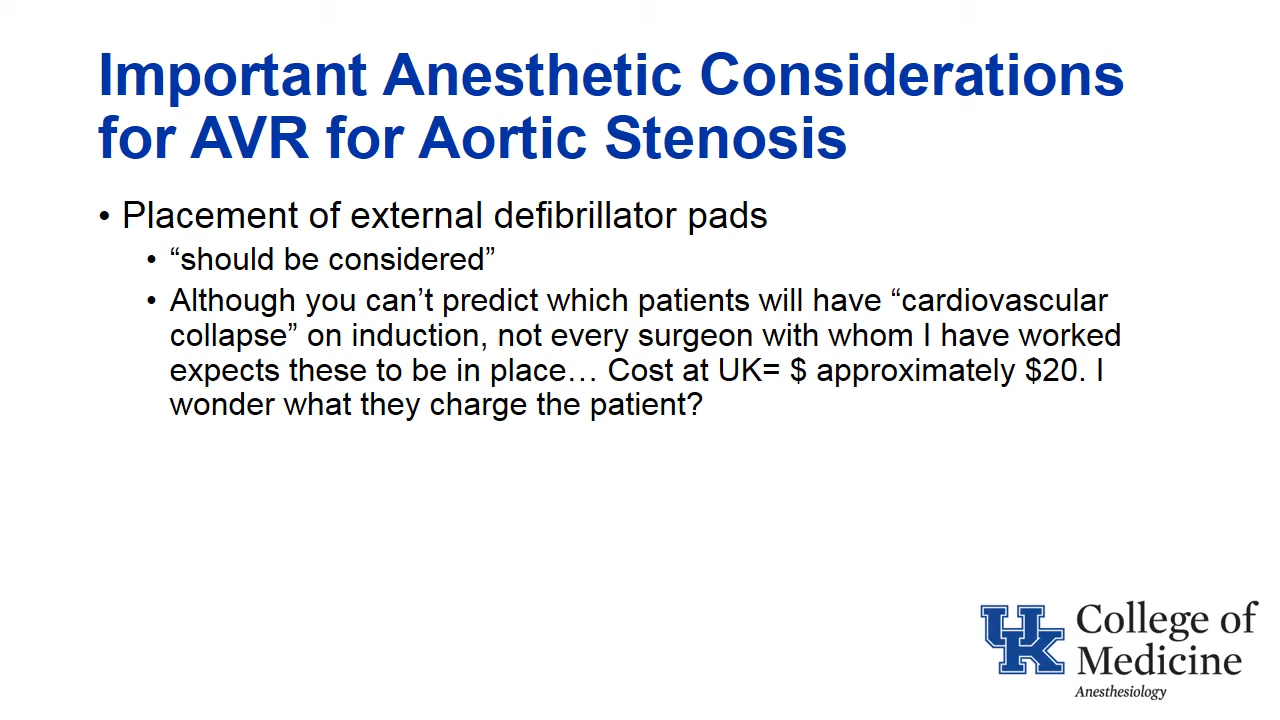 Important Anesthetic Considerations
for AVR for Aortic Stenosis
• Placement of external defibrillator pads
• “should be considered”
• Although you can’t predict which patients will have “cardiovascular
collapse” on induction, not every surgeon with whom I have worked
expects these to be in place… Cost at UK= $ approximately $20. I
wonder what they charge the patient?
UK
College of
Medicine
Anesthesiology